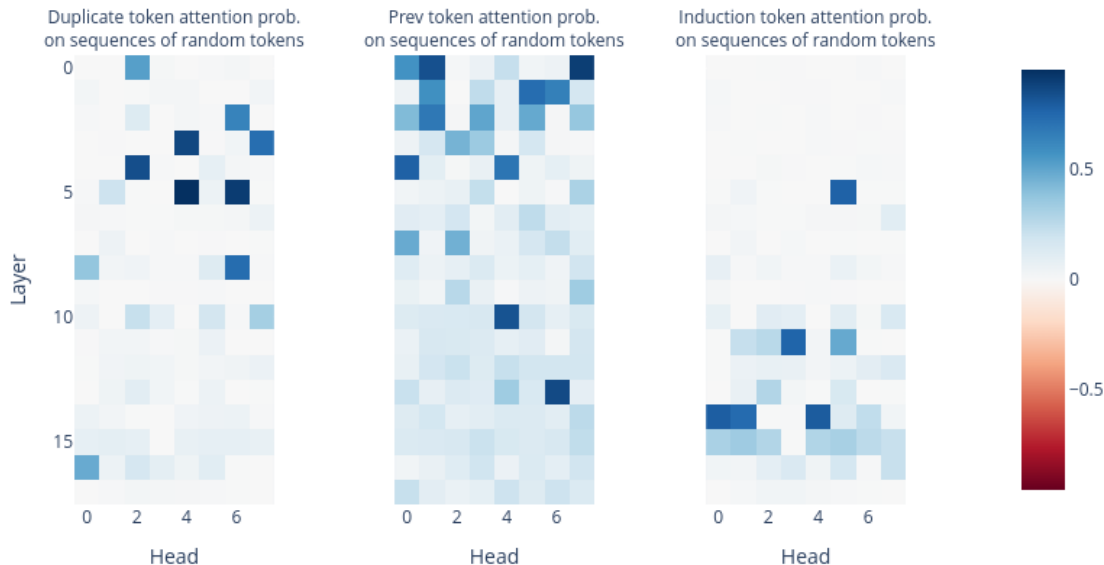 Duplicate token attention prob.
on sequences of random tokens
Prev token attention prob.
on sequences of random tokens
Induction token attention prob.
on sequences of random tokens
Layer
0
5
10
15
0 2 4 6
0 2 4 6
0 2 4 6
Head
Head
Head
0.5
0
−0.5